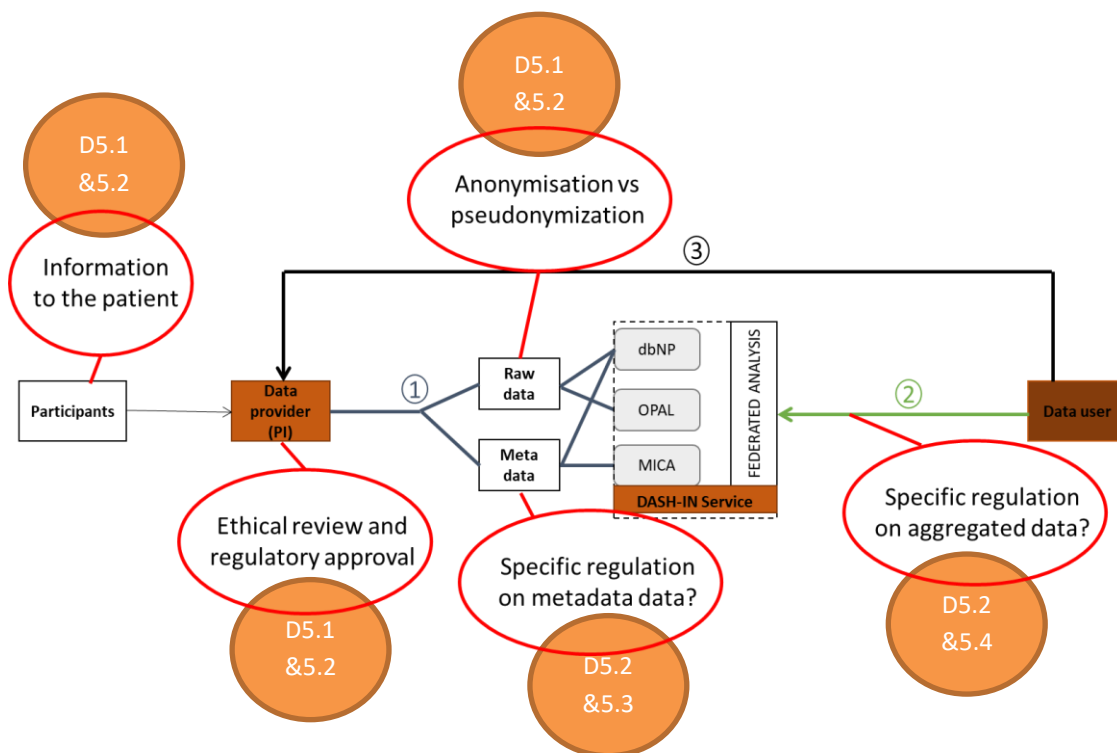 D5.1
&5.2
D5.1
&5.2
Anonymisation vs
pseudonymization
Information
to the patient
③
①
②
Participants
Data
provider
(PI)
Raw
data
Meta
data
dbNP
OPAL
MICA
FEDERATED ANALYSIS
DASH-IN Service
Data user
Ethical review and
regulatory approval
Specific regulation
on metadata data?
Specific regulation
on aggregated data?
D5.1
&5.2
D5.2
&5.3
D5.2
&5.4